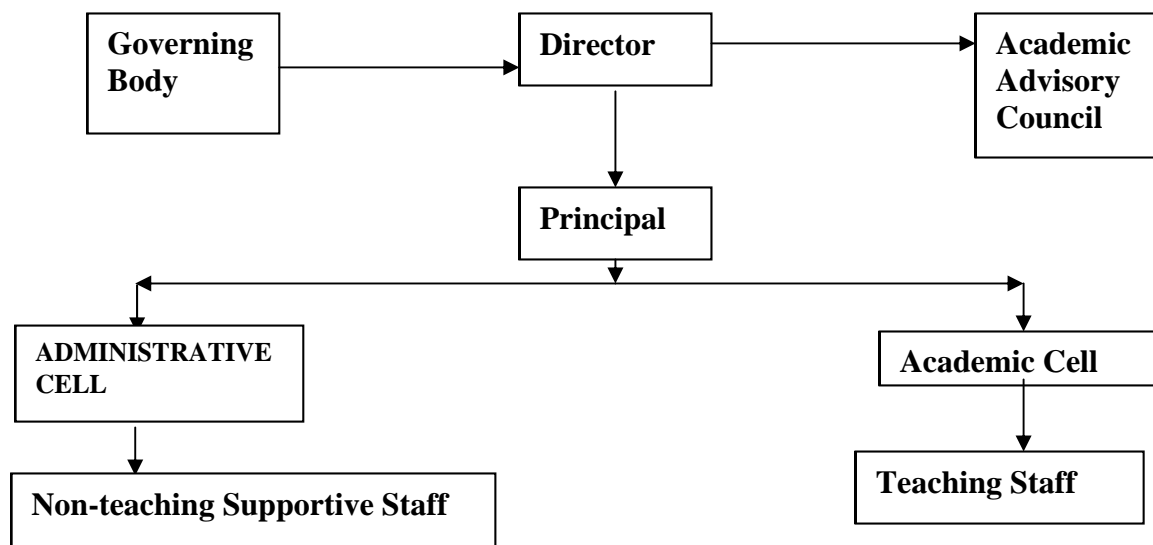 Governing
Body
Director
Academic
Advisory
Council
Principal
ADMINISTRATIVE
CELL
Academic Cell
Non-teaching Supportive Staff
Teaching Staff